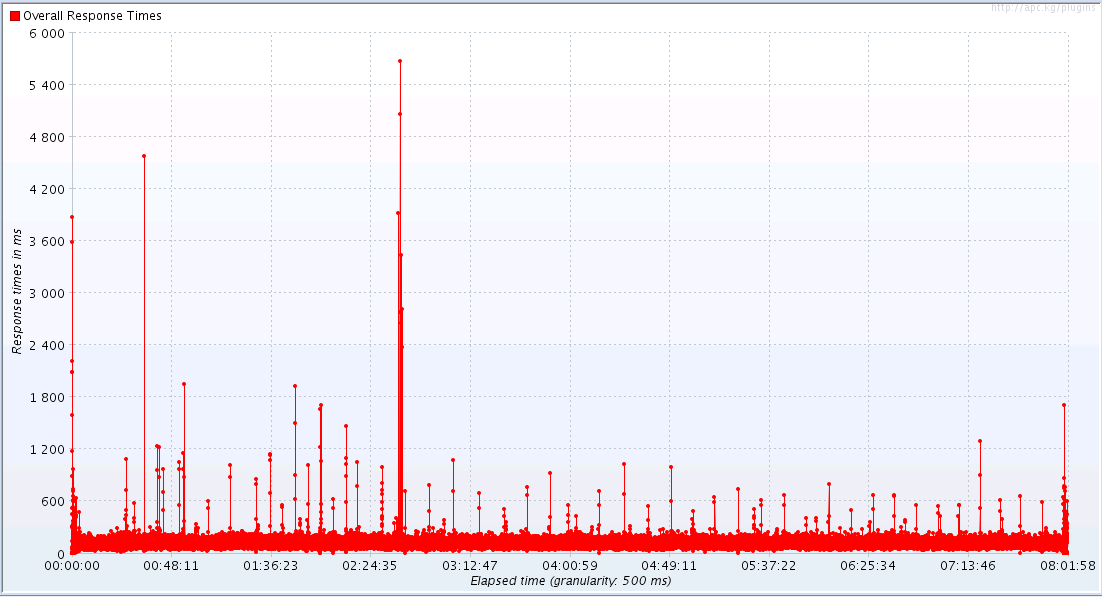 http://apc.kg/plugins
Overall Response Times
6 000
5 400
4 800
4 200
3 600
3 000
2 400
1 800
1 200
600
0
Response times in ms
00:00:00 00:48:11 01:36:23 02:24:35 03:12:47 04:00:59 04:49:11 05:37:22 06:25:34 07:13:46 08:01:58
Elapsed time (granularity: 500 ms)